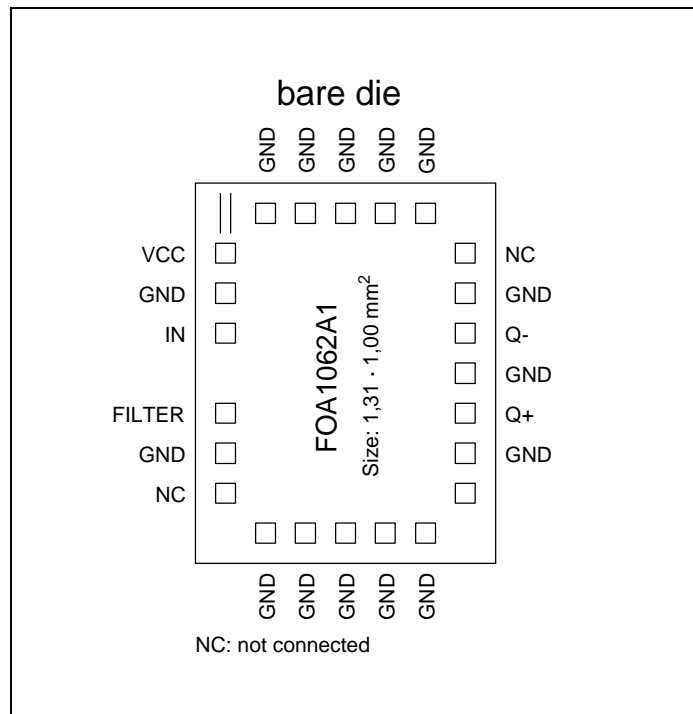 bare die
GND GND GND GND GND
VCC
GND
IN
FILTER
GND
NC
FOA1062A1
Size: 1,31 · 1,00 mm²
NC
GND
Q-
GND
Q+
GND
GND GND GND GND GND
NC: not connected